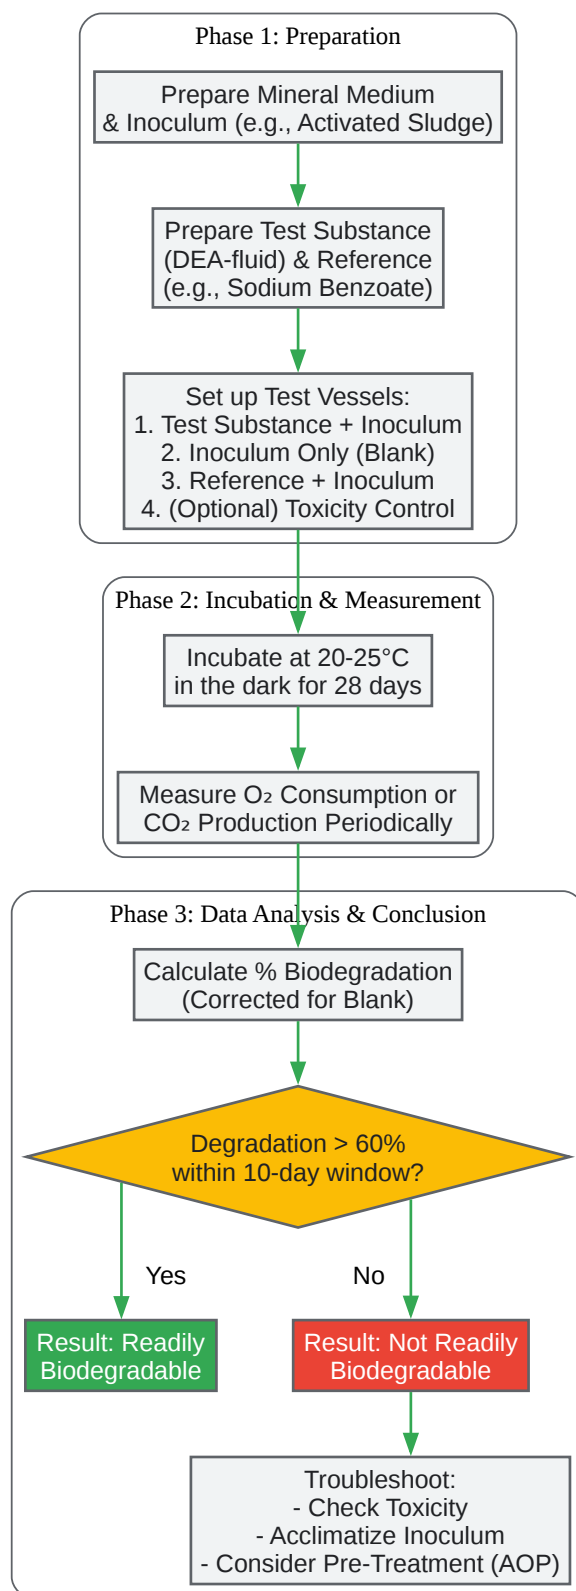 Phase 1: Preparation
Prepare Mineral Medium
& Inoculum (e.g., Activated Sludge)
Prepare Test Substance
(DEA-fluid) & Reference
(e.g., Sodium Benzoate)
Set up Test Vessels:
1. Test Substance + Inoculum
2. Inoculum Only (Blank)
3. Reference + Inoculum
4. (Optional) Toxicity Control
Phase 2: Incubation & Measurement
Incubate at 20-25°C
in the dark for 28 days
Measure O₂ Consumption or
CO₂ Production Periodically
Phase 3: Data Analysis & Conclusion
Calculate % Biodegradation
(Corrected for Blank)
Degradation > 60%
within 10-day window?
Yes
No
Result: Readily
Biodegradable
Result: Not Readily
Biodegradable
Troubleshoot:
- Check Toxicity
- Acclimatize Inoculum
- Consider Pre-Treatment (AOP)